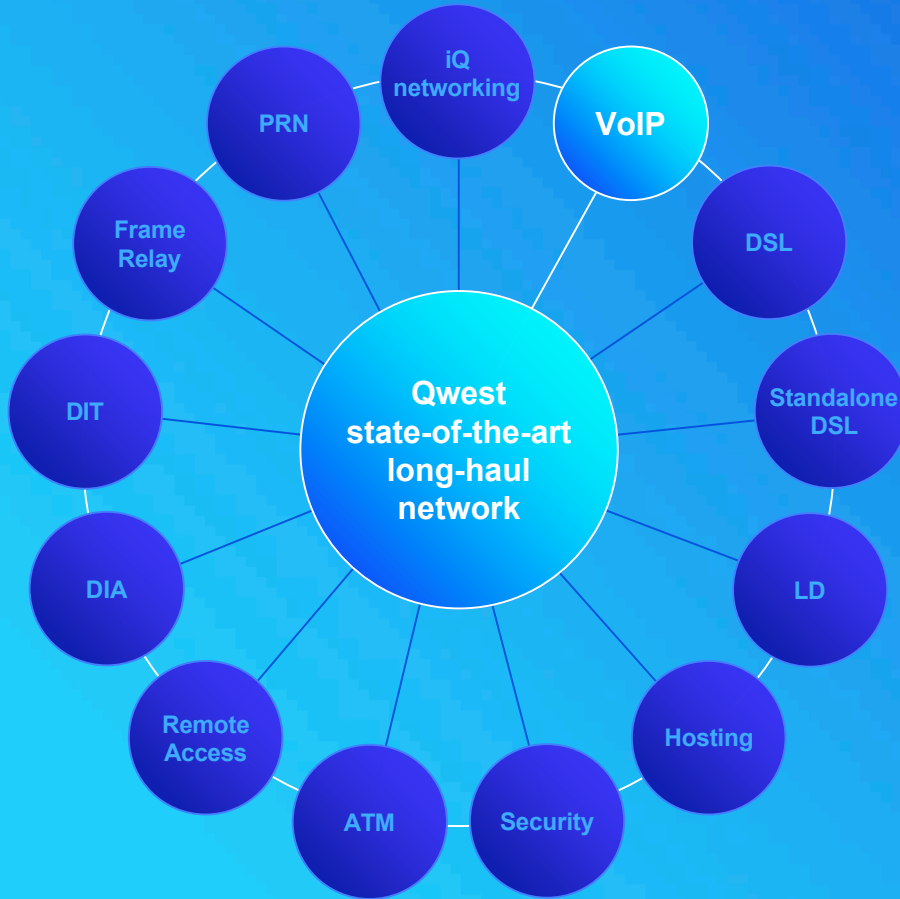 iQ
networking
VoIP
DSL
Standalone
DSL
LD
Hosting
Security
ATM
Remote
Access
DIA
DIT
Frame
Relay
PRN
Qwest
state-of-the-art
long-haul
network